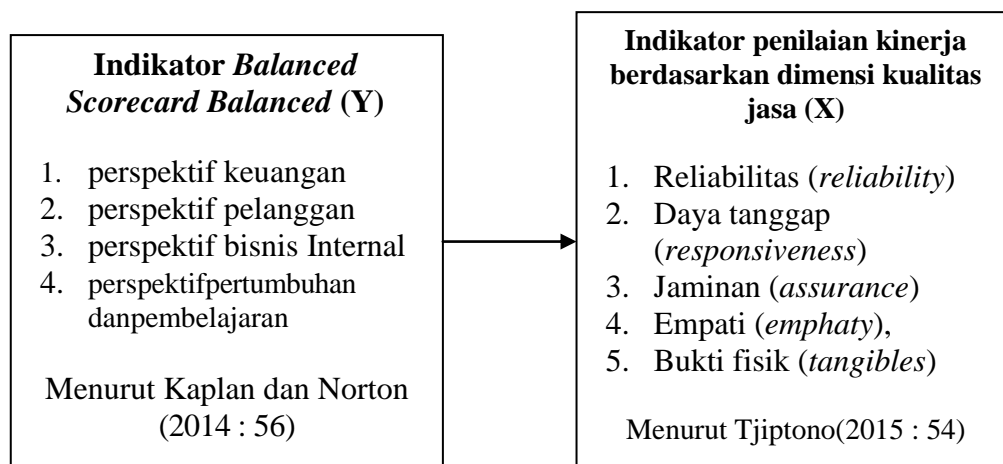 Indikator Balanced
Scorecard Balanced (Y)
1. perspektif keuangan
2. perspektif pelanggan
3. perspektif bisnis Internal
4. perspektifpertumbuhan
danpembelajaran
Menurut Kaplan dan Norton
(2014 : 56)
Indikator penilaian kinerja
berdasarkan dimensi kualitas
jasa (X)
1. Reliabilitas (reliability)
2. Daya tanggap
(responsiveness)
3. Jaminan (assurance)
4. Empati (emphaty),
5. Bukti fisik (tangibles)
Menurut Tjiptono(2015 : 54)